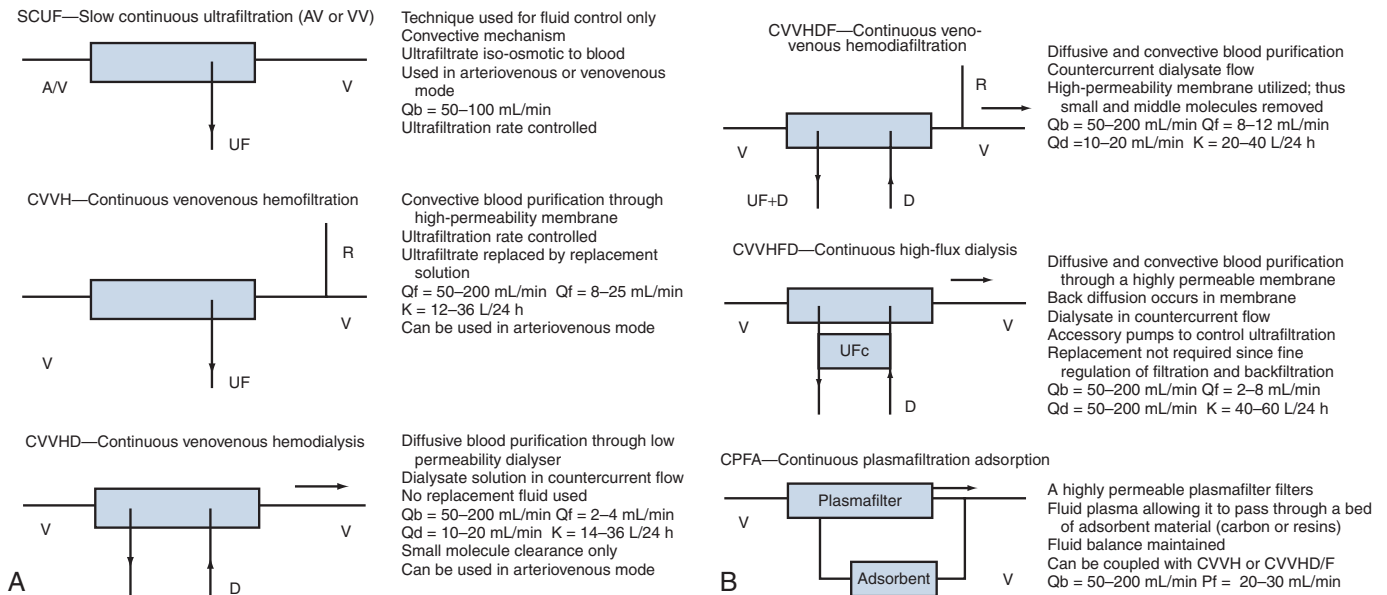 SCUF—Slow continuous ultrafiltration (AV or VV)
A/V
V
UF
Technique used for fluid control only
Convective mechanism
Ultrafiltrate iso-osmotic to blood
Used in arteriovenous or venovenous
mode
Qb = 50–100 mL/min
Ultrafiltration rate controlled
CVVH—Continuous venovenous hemofiltration
R
V
V
UF
Convective blood purification through
high-permeability membrane
Ultrafiltration rate controlled
Ultrafiltrate replaced by replacement
solution
Qf = 50–200 mL/min Qf = 8–25 mL/min
K = 12–36 L/24 h
Can be used in arteriovenous mode
CVVHD—Continuous venovenous hemodialysis
V
V
D
Diffusive blood purification through low
permeability dialyser
Dialysate solution in countercurrent flow
No replacement fluid used
Qb = 50–200 mL/min Qf = 2–4 mL/min
Qd = 10–20 mL/min K = 14–36 L/24 h
Small molecule clearance only
Can be used in arteriovenous mode
A
CVVHDF—Continuous veno-
venous hemodiafiltration
R
V
V
UF+D
D
Diffusive and convective blood purification
Countercurrent dialysate flow
High-permeability membrane utilized; thus
small and middle molecules removed
Qb = 50–200 mL/min Qf = 8–12 mL/min
Qd =10–20 mL/min K = 20–40 L/24 h
CVVHFD—Continuous high-flux dialysis
V
V
UFc
D
Diffusive and convective blood purification
through a highly permeable membrane
Back diffusion occurs in membrane
Dialysate in countercurrent flow
Accessory pumps to control ultrafiltration
Replacement not required since fine
regulation of filtration and backfiltration
Qb = 50–200 mL/min Qf = 2–8 mL/min
Qd = 50–200 mL/min K = 40–60 L/24 h
CPFA—Continuous plasmafiltration adsorption
Plasmafilter
V
Adsorbent
V
A highly permeable plasmafilter filters
Fluid plasma allowing it to pass through a bed
of adsorbent material (carbon or resins)
Fluid balance maintained
Can be coupled with CVVH or CVVHD/F
Qb = 50–200 mL/min Pf = 20–30 mL/min
B